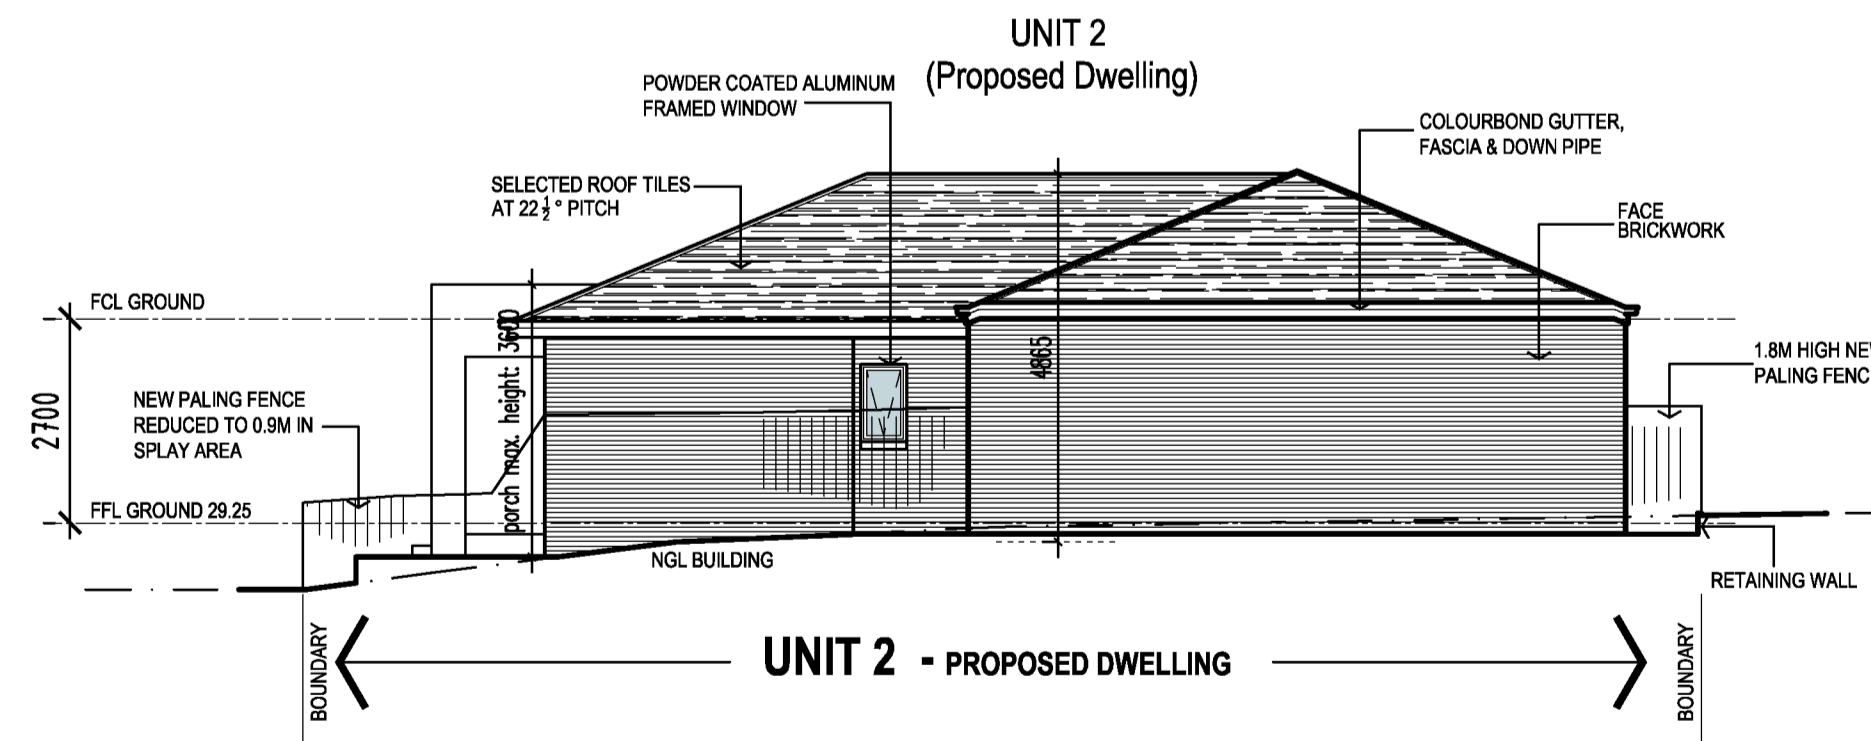 UNIT 2
(Proposed Dwelling)
POWDER COATED ALUMINUM
FRAMED WINDOW
COLOURBOND GUTTER,
FASCIA & DOWN PIPE
SELECTED ROOF TILES
AT 22 ½ ° PITCH
FACE
BRICKWORK
FCL GROUND
2700
porch max. height: 3600
4865
1.8M HIGH NEW
PALING FENC
NEW PALING FENCE
REDUCED TO 0.9M IN
SPLAY AREA
FFL GROUND 29.25
NGL BUILDING
RETAINING WALL
BOUNDARY
UNIT 2 - PROPOSED DWELLING
BOUNDARY